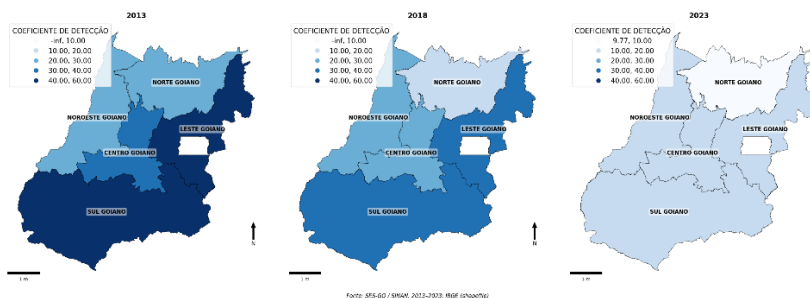 2013
COEFICIENTE DE DETECÇÃO
-inf, 10.00
10.00, 20.00
20.00, 30.00
30.00, 40.00
40.00, 60.00
NORTE GOIANO
NOROESTE GOIANO
LESTE GOIANO
CENTRO GOIANO
SUL GOIANO
N
1 m
2018
COEFICIENTE DE DETECÇÃO
-inf, 10.00
10.00, 20.00
20.00, 30.00
30.00, 40.00
40.00, 60.00
NORTE GOIANO
NOROESTE GOIANO
LESTE GOIANO
CENTRO GOIANO
SUL GOIANO
N
1 m
2023
COEFICIENTE DE DETECÇÃO
9.77, 10.00
10.00, 20.00
20.00, 30.00
30.00, 40.00
40.00, 60.00
NORTE GOIANO
NOROESTE GOIANO
LESTE GOIANO
CENTRO GOIANO
SUL GOIANO
N
1 m
Fonte: SES-GO / SINAN, 2013–2023; IBGE (shapefile)